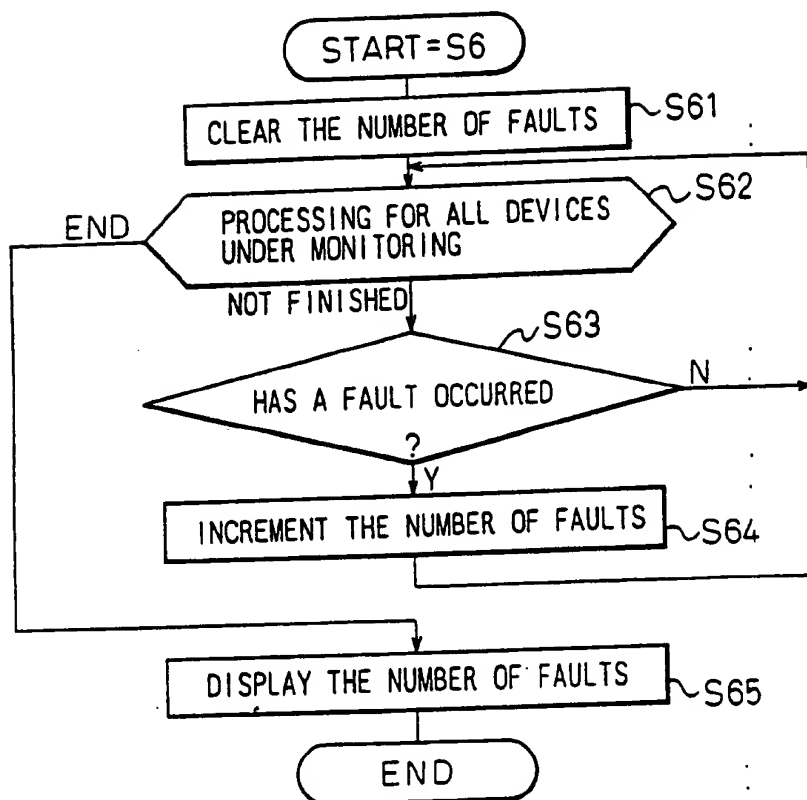 START=S6
CLEAR THE NUMBER OF FAULTS
S61
END
PROCESSING FOR ALL DEVICES
UNDER MONITORING
S62
NOT FINISHED
S63
HAS A FAULT OCCURRED
?
N
Y
INCREMENT THE NUMBER OF FAULTS
S64
DISPLAY THE NUMBER OF FAULTS
S65
END